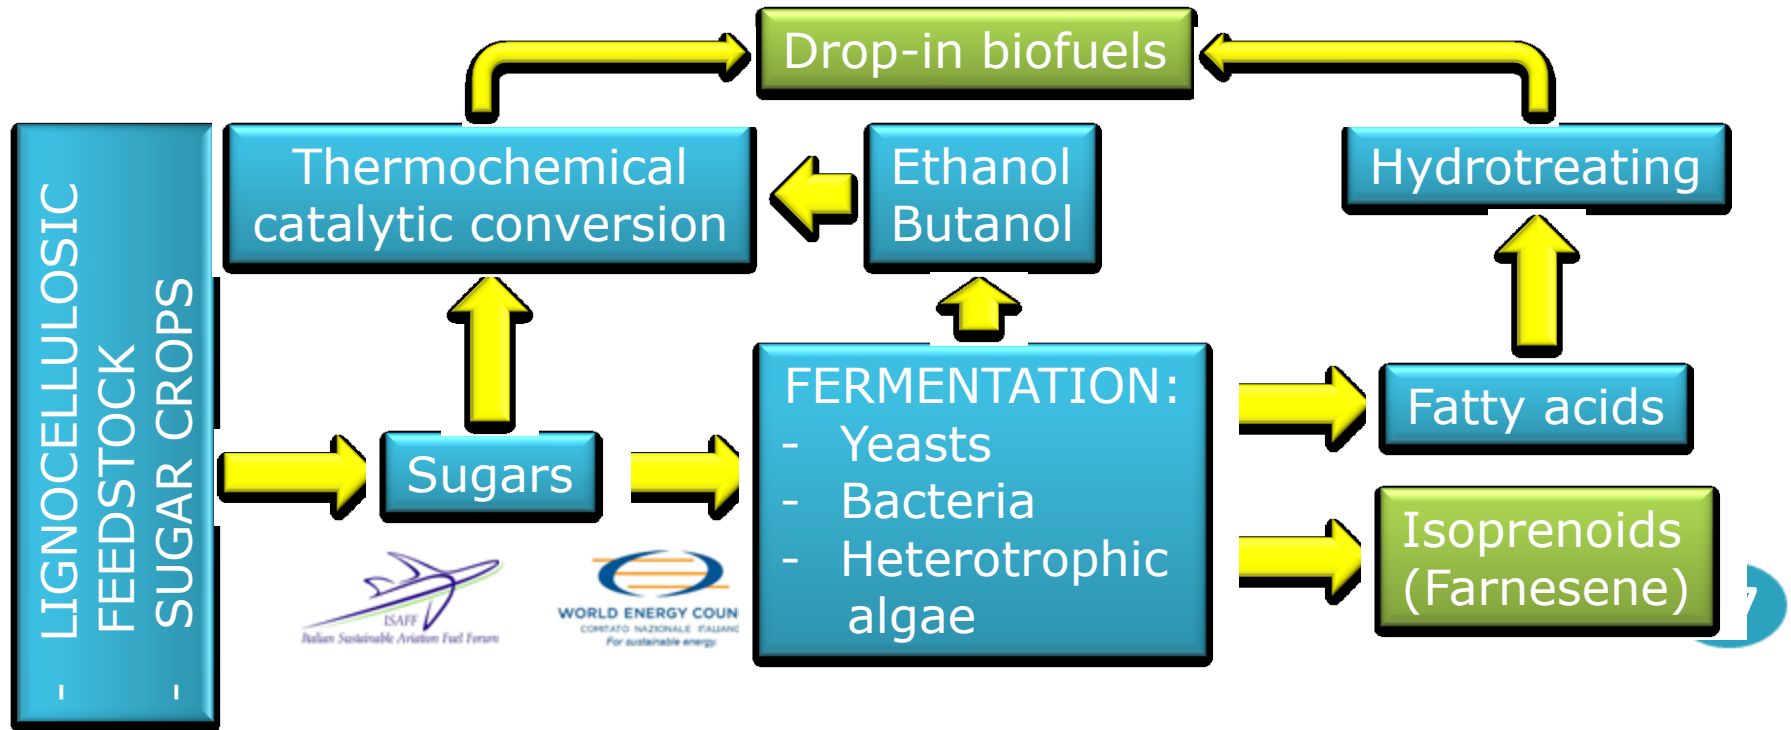 Drop-in biofuels
- LIGNOCELLULOSIC
FEEDSTOCK
- SUGAR CROPS
Thermochemical
catalytic conversion
Ethanol
Butanol
Hydrotreating
Sugars
FERMENTATION:
- Yeasts
- Bacteria
- Heterotrophic
algae
Fatty acids
Isoprenoids
(Farnesene)
ISAFF
Italian Sustainable Aviation Fuel Forum
WORLD ENERGY COUN
COMITATO NAZIONALE ITALIANO
For sustainable energy.
7